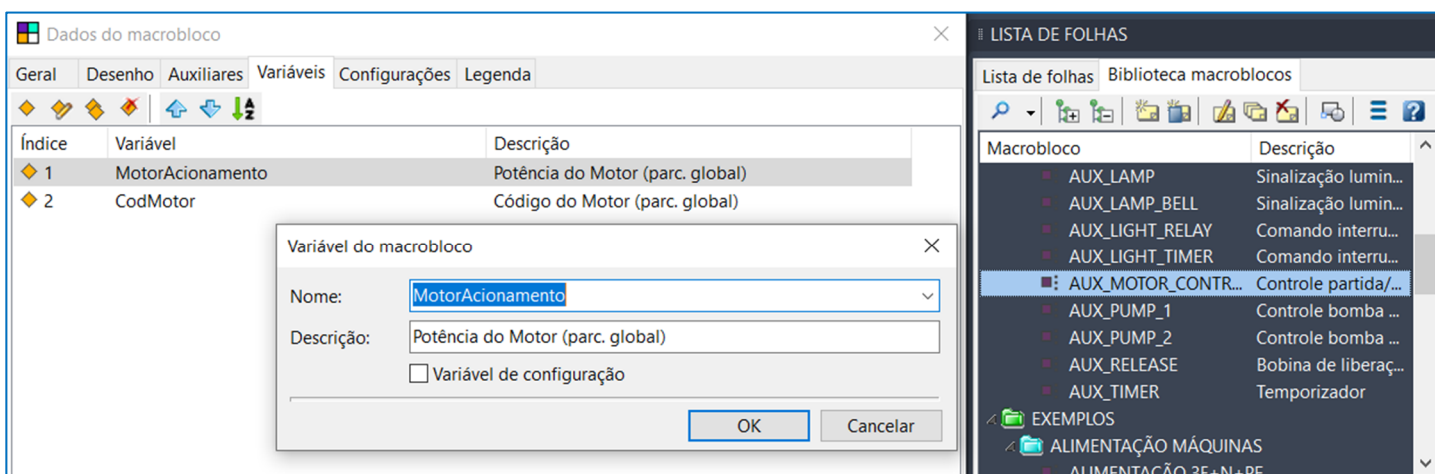 Dados do macrobloco
Geral Desenho Auxiliares Variáveis Configurações Legenda
Índice Variável Descrição
1 MotorAcionamento Potência do Motor (parc. global)
2 CodMotor Código do Motor (parc. global)
Variável do macrobloco
Nome: MotorAcionamento
Descrição: Potência do Motor (parc. global)
Variável de configuração
OK Cancelar
LISTA DE FOLHAS
Lista de folhas Biblioteca macroblocos
Macrobloco Descrição
AUX_LAMP Sinalização lumin...
AUX_LAMP_BELL Sinalização lumin...
AUX_LIGHT_RELAY Comando interru...
AUX_LIGHT_TIMER Comando interru...
AUX_MOTOR_CONTR... Controle partida/...
AUX_PUMP_1 Controle bomba ...
AUX_PUMP_2 Controle bomba ...
AUX_RELEASE Bobina de liberaç...
AUX_TIMER Temporizador
EXEMPLOS
ALIMENTAÇÃO MÁQUINAS
ALIMENTAÇÃO 3F+N+PE